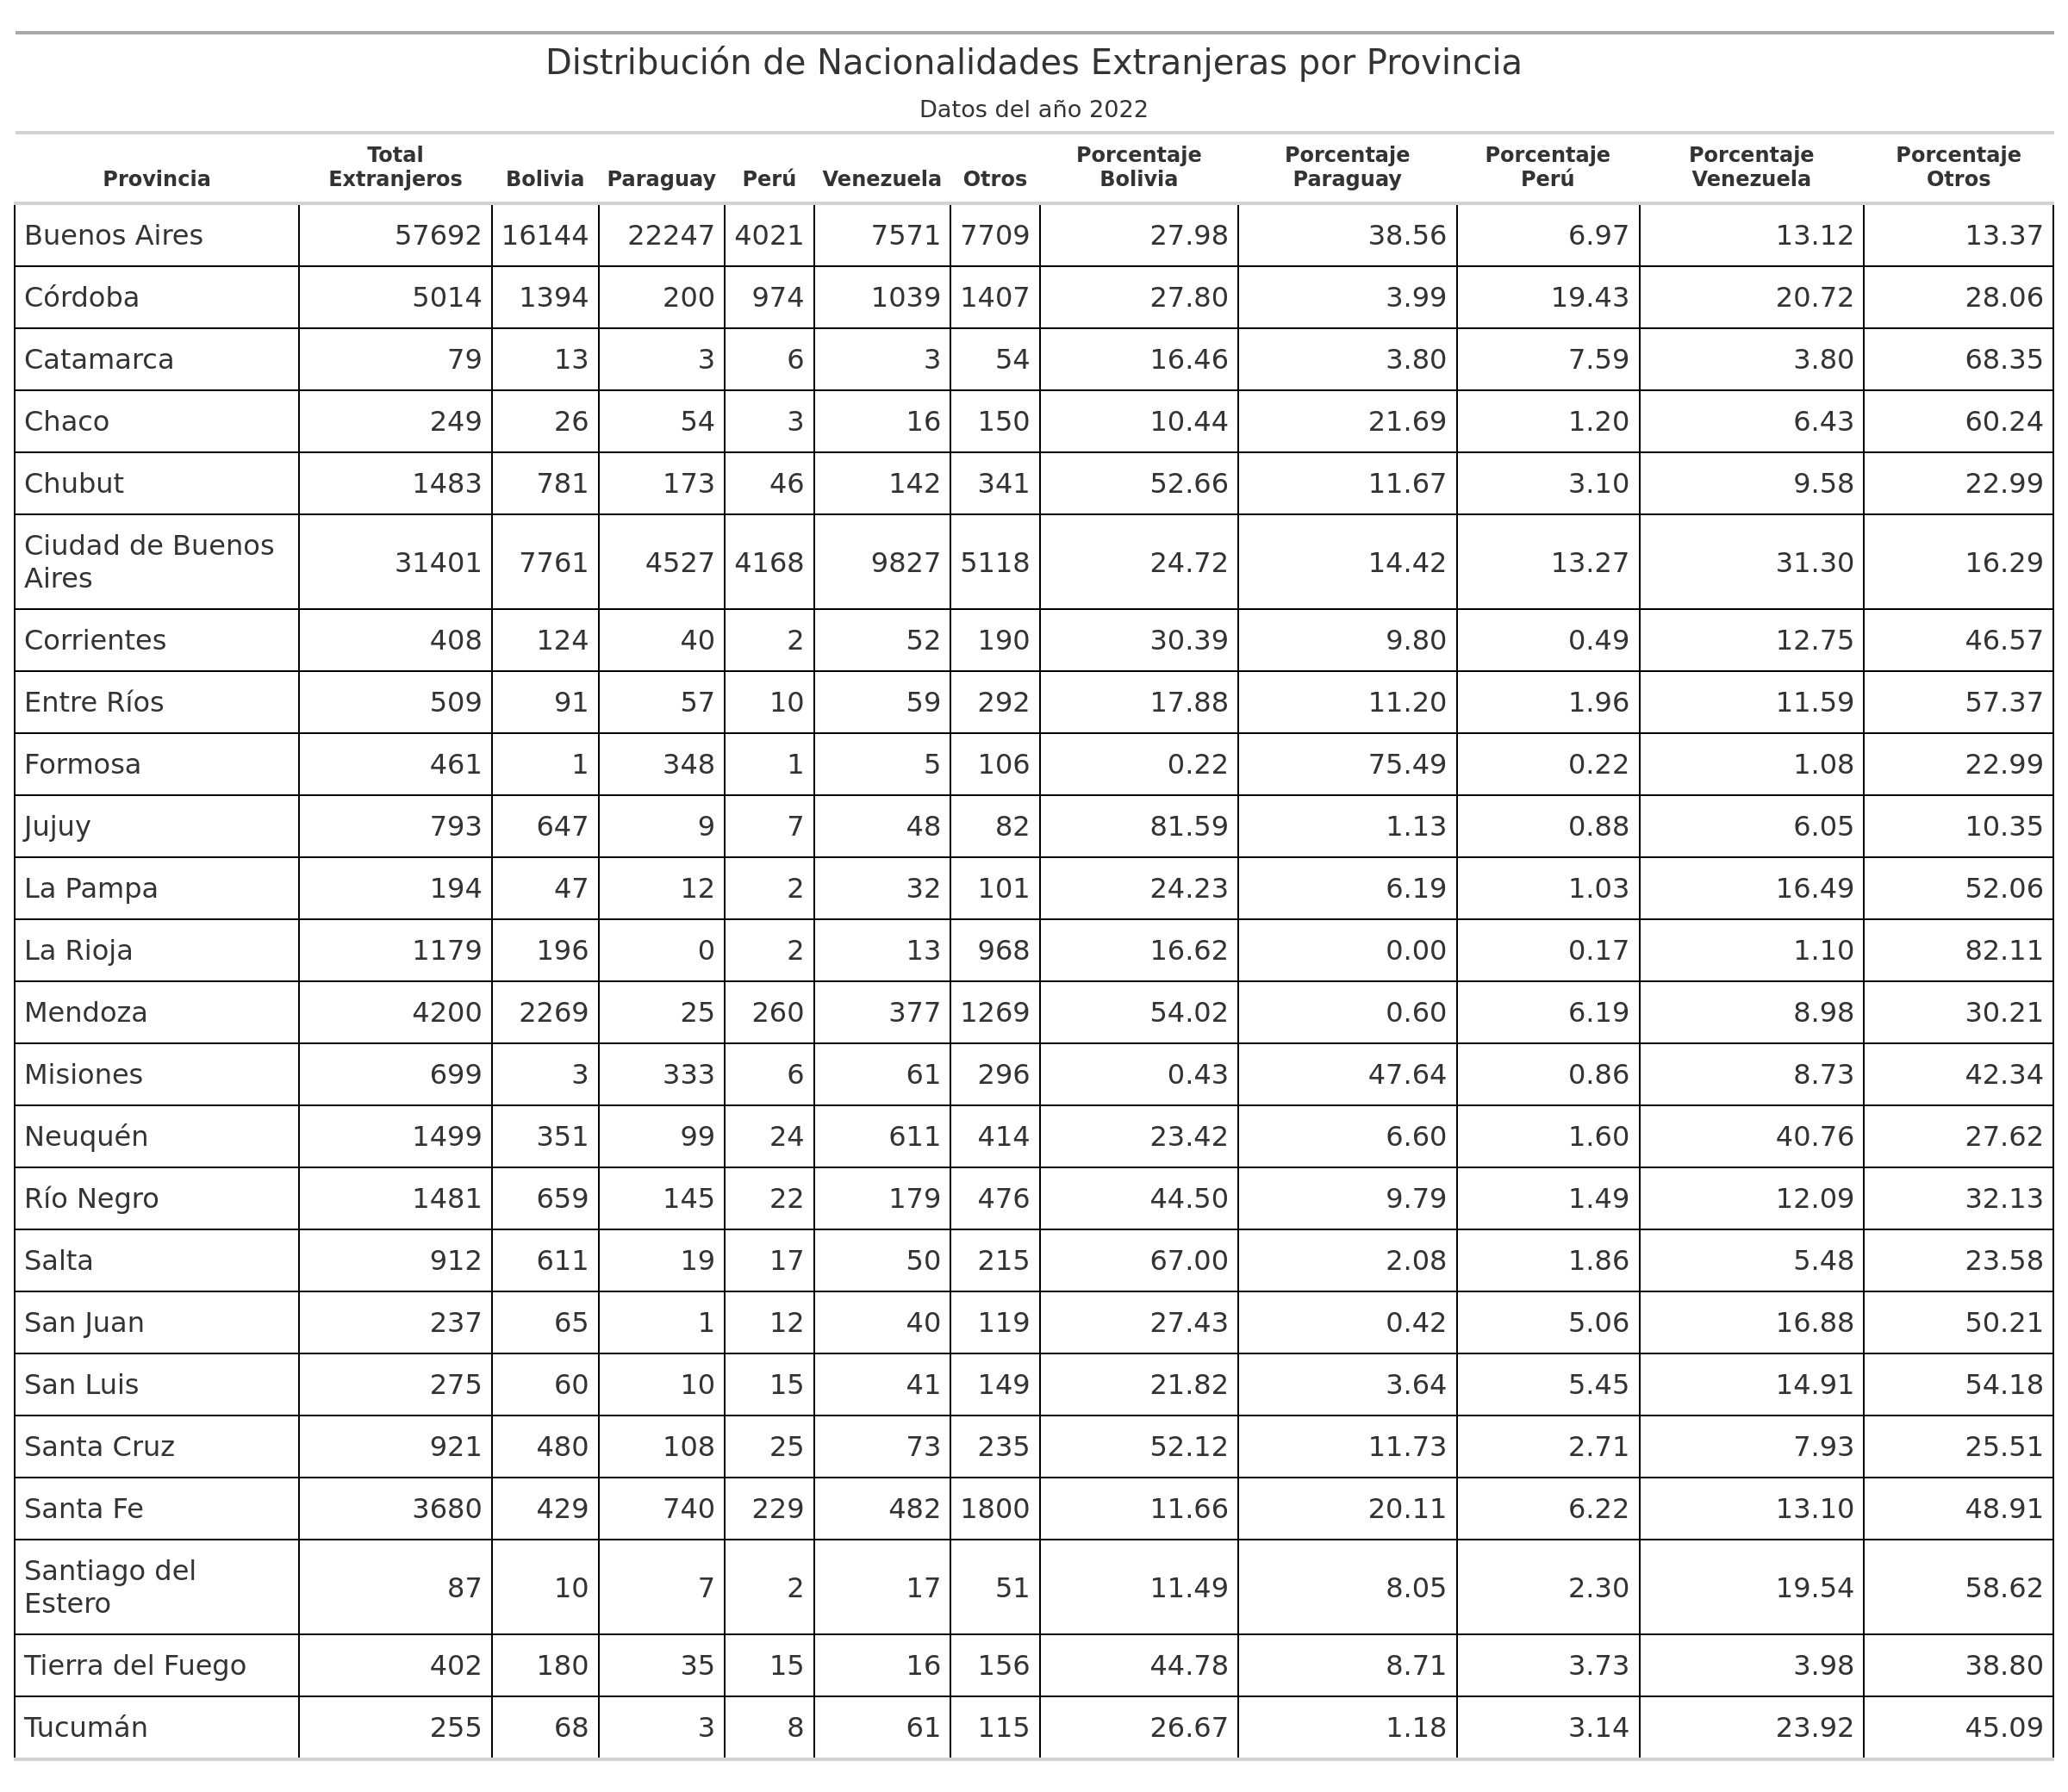 Distribución de Nacionalidades Extranjeras por Provincia
Datos del año 2022
Provincia Total Extranjeros Bolivia Paraguay Perú Venezuela Otros Porcentaje Bolivia Porcentaje Paraguay Porcentaje Perú Porcentaje Venezuela Porcentaje Otros
Buenos Aires 57692 16144 22247 4021 7571 7709 27.98 38.56 6.97 13.12 13.37
Córdoba 5014 1394 200 974 1039 1407 27.80 3.99 19.43 20.72 28.06
Catamarca 79 13 3 6 3 54 16.46 3.80 7.59 3.80 68.35
Chaco 249 26 54 3 16 150 10.44 21.69 1.20 6.43 60.24
Chubut 1483 781 173 46 142 341 52.66 11.67 3.10 9.58 22.99
Ciudad de Buenos Aires 31401 7761 4527 4168 9827 5118 24.72 14.42 13.27 31.30 16.29
Corrientes 408 124 40 2 52 190 30.39 9.80 0.49 12.75 46.57
Entre Ríos 509 91 57 10 59 292 17.88 11.20 1.96 11.59 57.37
Formosa 461 1 348 1 5 106 0.22 75.49 0.22 1.08 22.99
Jujuy 793 647 9 7 48 82 81.59 1.13 0.88 6.05 10.35
La Pampa 194 47 12 2 32 101 24.23 6.19 1.03 16.49 52.06
La Rioja 1179 196 0 2 13 968 16.62 0.00 0.17 1.10 82.11
Mendoza 4200 2269 25 260 377 1269 54.02 0.60 6.19 8.98 30.21
Misiones 699 3 333 6 61 296 0.43 47.64 0.86 8.73 42.34
Neuquén 1499 351 99 24 611 414 23.42 6.60 1.60 40.76 27.62
Río Negro 1481 659 145 22 179 476 44.50 9.79 1.49 12.09 32.13
Salta 912 611 19 17 50 215 67.00 2.08 1.86 5.48 23.58
San Juan 237 65 1 12 40 119 27.43 0.42 5.06 16.88 50.21
San Luis 275 60 10 15 41 149 21.82 3.64 5.45 14.91 54.18
Santa Cruz 921 480 108 25 73 235 52.12 11.73 2.71 7.93 25.51
Santa Fe 3680 429 740 229 482 1800 11.66 20.11 6.22 13.10 48.91
Santiago del Estero 87 10 7 2 17 51 11.49 8.05 2.30 19.54 58.62
Tierra del Fuego 402 180 35 15 16 156 44.78 8.71 3.73 3.98 38.80
Tucumán 255 68 3 8 61 115 26.67 1.18 3.14 23.92 45.09